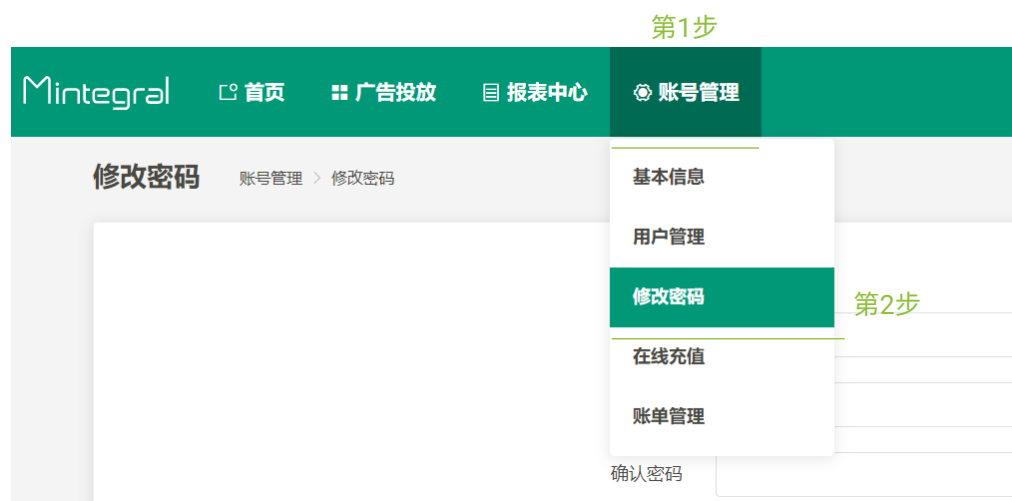 第1步
Mintegral 首页 广告投放 报表中心 账号管理
修改密码 账号管理 > 修改密码
基本信息
用户管理
修改密码 第2步
在线充值
账单管理
确认密码